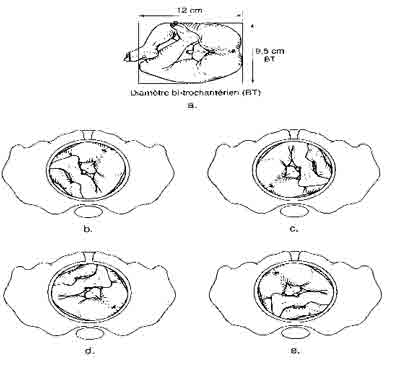 12 cm
9,5 cm
BT
Diamètre bi-trochantérien (BT)
a.
b.
c.
d.
e.